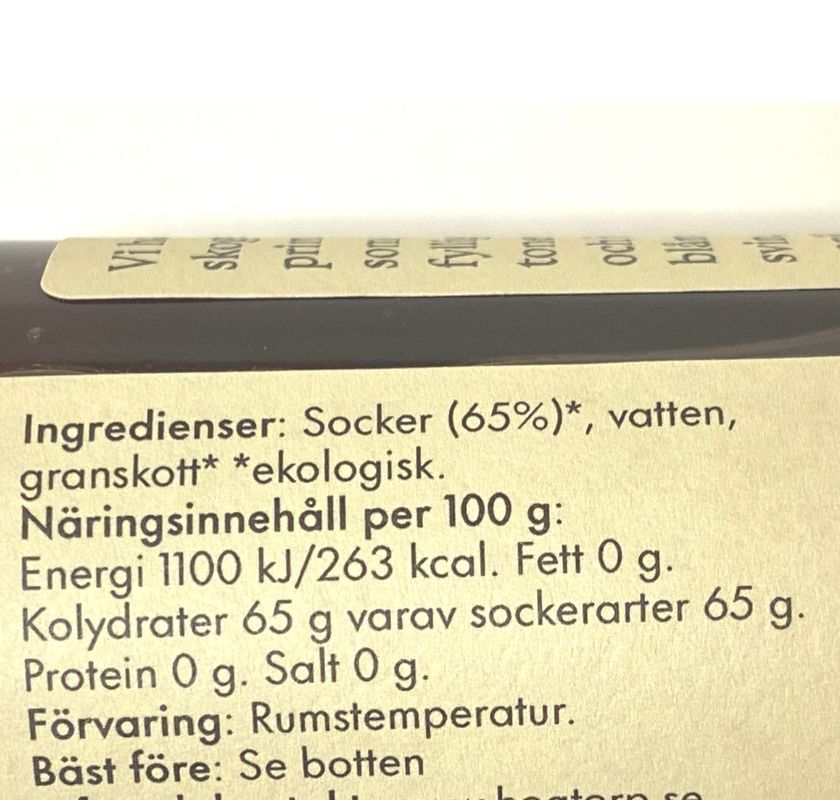 Ingredienser: Socker (65%)*, vatten,
granskott* *ekologisk.
Näringsinnehåll per 100 g:
Energi 1100 kJ/263 kcal. Fett 0 g.
Kolydrater 65 g varav sockerarter 65 g.
Protein 0 g. Salt 0 g.
Förvaring: Rumstemperatur.
Bäst före: Se botten